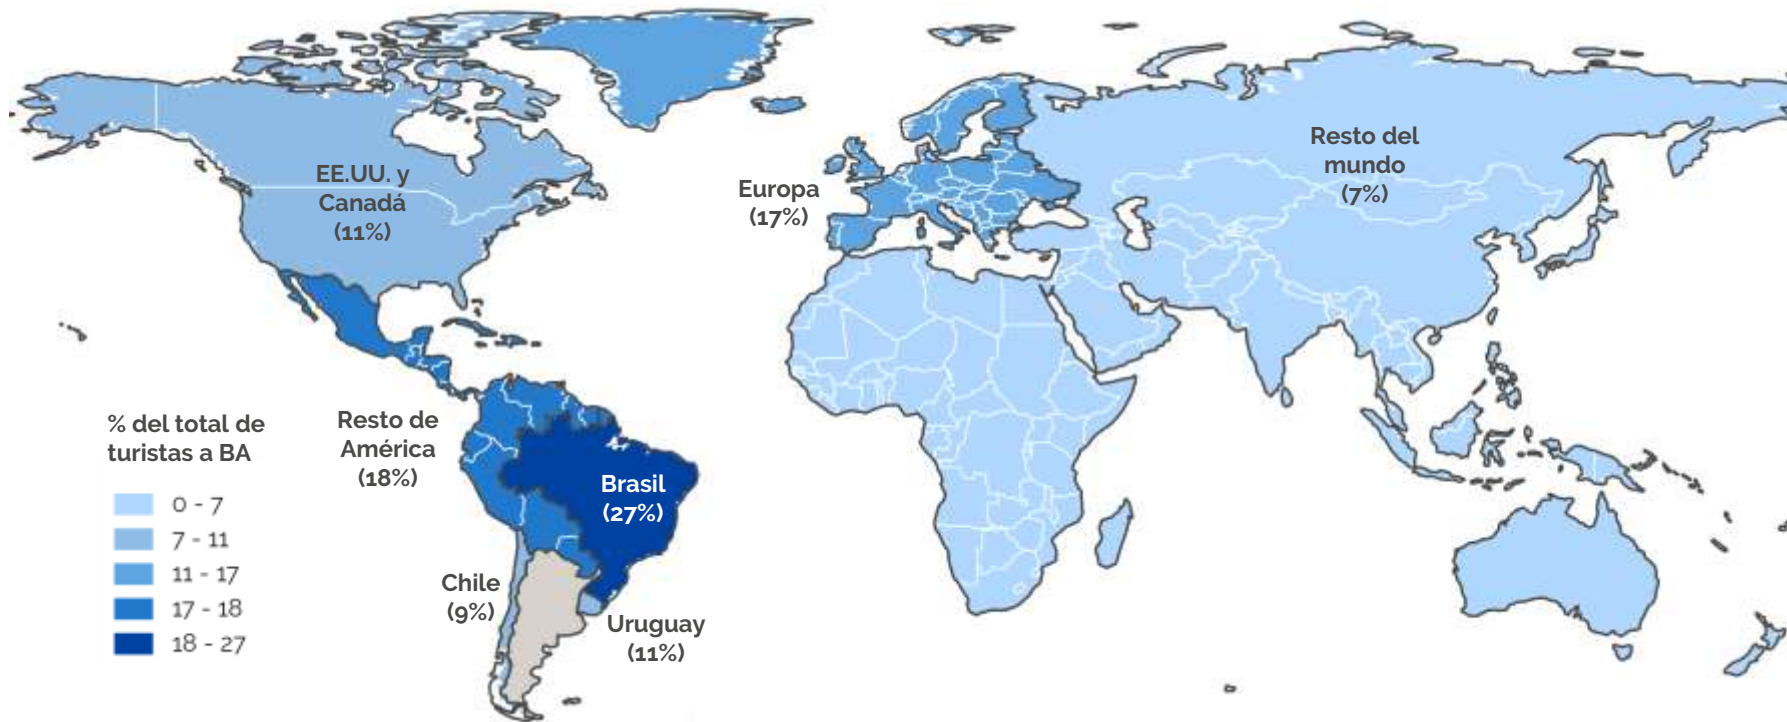 EE.UU. y
Canadá
(11%)
Europa
(17%)
Resto del
mundo
(7%)
Resto de
América
(18%)
Brasil
(27%)
Chile
(9%)
Uruguay
(11%)
% del total de
turistas a BA
0 - 7
7 - 11
11 - 17
17 - 18
18 - 27